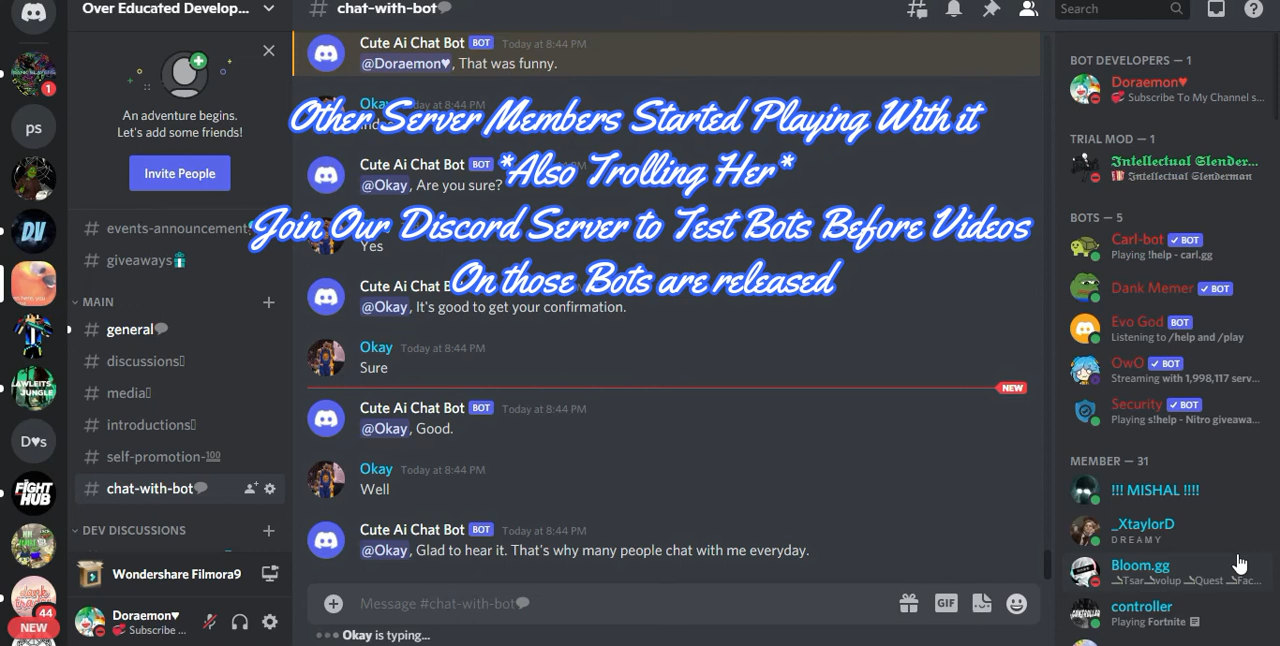 Over Educated Develop...
chat-with-bot
Search
1
ps
DV
D♥s
FIGHT HUB
44
NEW
An adventure begins.
Let's add some friends!
Invite People
events-announcement
giveaways
MAIN
general
discussions
media
introductions
self-promotion-100
chat-with-bot
DEV DISCUSSIONS
Wondershare Filmora9
Doraemon♥
Subscribe ...
Cute Ai Chat Bot BOT Today at 8:44 PM
@Doraemon♥, That was funny.
Other Server Members Started Playing With it
*Also Trolling Her*
Join Our Discord Server to Test Bots Before Videos
On those Bots are released
Cute Ai Chat Bot BOT
@Okay, Are you sure?
Yes
@Okay, It's good to get your confirmation.
Okay Today at 8:44 PM
Sure
NEW
Cute Ai Chat Bot BOT Today at 8:44 PM
@Okay, Good.
Okay Today at 8:44 PM
Well
Cute Ai Chat Bot BOT Today at 8:44 PM
@Okay, Glad to hear it. That's why many people chat with me everyday.
Message #chat-with-bot
GIF
Okay is typing...
BOT DEVELOPERS — 1
Doraemon♥
Subscribe To My Channel s...
TRIAL MOD — 1
Intellectual Slender...
Intellectual Slenderman
BOTS — 5
Carl-bot ✓ BOT
Playing !help - carl.gg
Dank Memer ✓ BOT
Evo God BOT
Listening to /help and /play
OwO ✓ BOT
Streaming with 1,998,117 serv...
Security ✓ BOT
Playing s!help - Nitro giveawa...
MEMBER — 31
!!! MISHAL !!!!
_XtaylorD
DREAMY
Bloom.gg
controller
Playing Fortnite